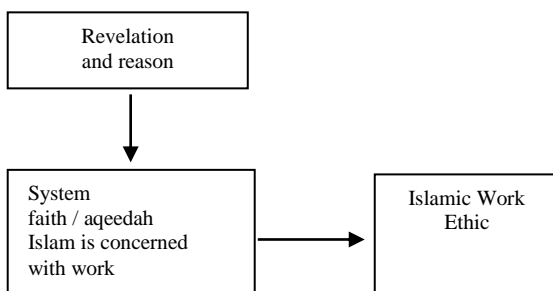 Revelation
and reason
System
faith / aqeedah
Islam is concerned
with work
Islamic Work
Ethic